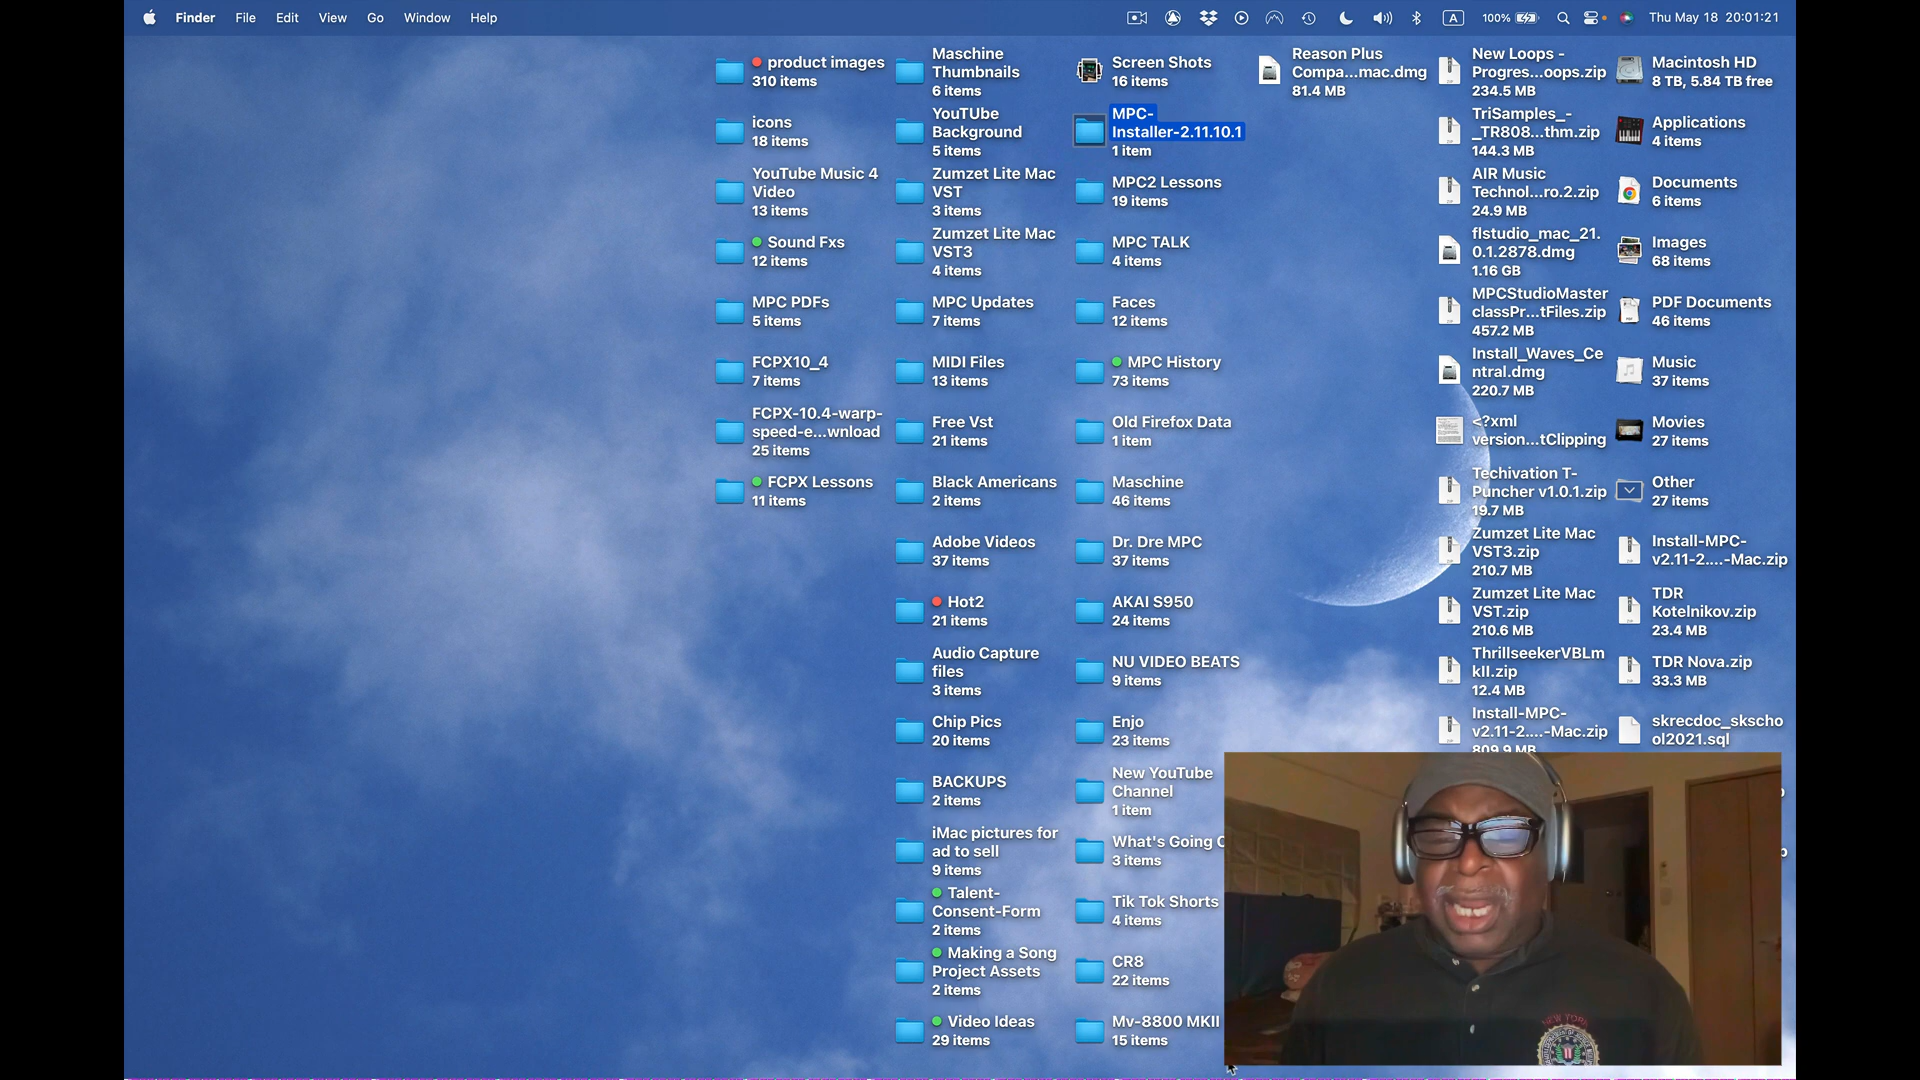 Finder File Edit View Go Window Help
A 100% Thu May 18 20:01:21
product images
310 items
icons
18 items
YouTube Music 4
Video
13 items
Sound Fxs
12 items
MPC PDFs
5 items
FCPX10_4
7 items
FCPX-10.4-warp-
speed-e...wnload
25 items
FCPX Lessons
11 items
Maschine
Thumbnails
6 items
YouTUbe
Background
5 items
Zumzet Lite Mac
VST
3 items
Zumzet Lite Mac
VST3
4 items
MPC Updates
7 items
MIDI Files
13 items
Free Vst
21 items
Black Americans
2 items
Adobe Videos
37 items
Hot2
21 items
Audio Capture
files
3 items
Chip Pics
20 items
BACKUPS
2 items
iMac pictures for
ad to sell
9 items
Talent-
Consent-Form
2 items
Making a Song
Project Assets
2 items
Video Ideas
29 items
Screen Shots
16 items
MPC-
Installer-2.11.10.1
1 item
MPC2 Lessons
19 items
MPC TALK
4 items
Faces
12 items
MPC History
73 items
Old Firefox Data
1 item
Maschine
46 items
Dr. Dre MPC
37 items
AKAI S950
24 items
NU VIDEO BEATS
9 items
Enjo
23 items
New YouTube
Channel
1 item
What's Going
3 items
Tik Tok Shorts
4 items
CR8
22 items
Mv-8800 MKII
15 items
Reason Plus
Compa...mac.dmg
81.4 MB
New Loops -
Progres...oops.zip
234.5 MB
TriSamples_-
_TR808...thm.zip
144.3 MB
AIR Music
Technol...ro.2.zip
24.9 MB
flstudio_mac_21.
0.1.2878.dmg
1.16 GB
MPCStudioMaster
classPr...tFiles.zip
457.2 MB
Install_Waves_Ce
ntral.dmg
220.7 MB
<?xml
version...tClipping
Techivation T-
Puncher v1.0.1.zip
19.7 MB
Zumzet Lite Mac
VST3.zip
210.7 MB
Zumzet Lite Mac
VST.zip
210.6 MB
ThrillseekerVBLm
kII.zip
12.4 MB
Install-MPC-
v2.11-2....-Mac.zip
809.9 MB
Macintosh HD
8 TB, 5.84 TB free
Applications
4 items
Documents
6 items
Images
68 items
PDF Documents
46 items
Music
37 items
Movies
27 items
Other
27 items
Install-MPC-
v2.11-2....-Mac.zip
TDR
Kotelnikov.zip
23.4 MB
TDR Nova.zip
33.3 MB
skrecdoc_skscho
ol2021.sql
NEW YORK